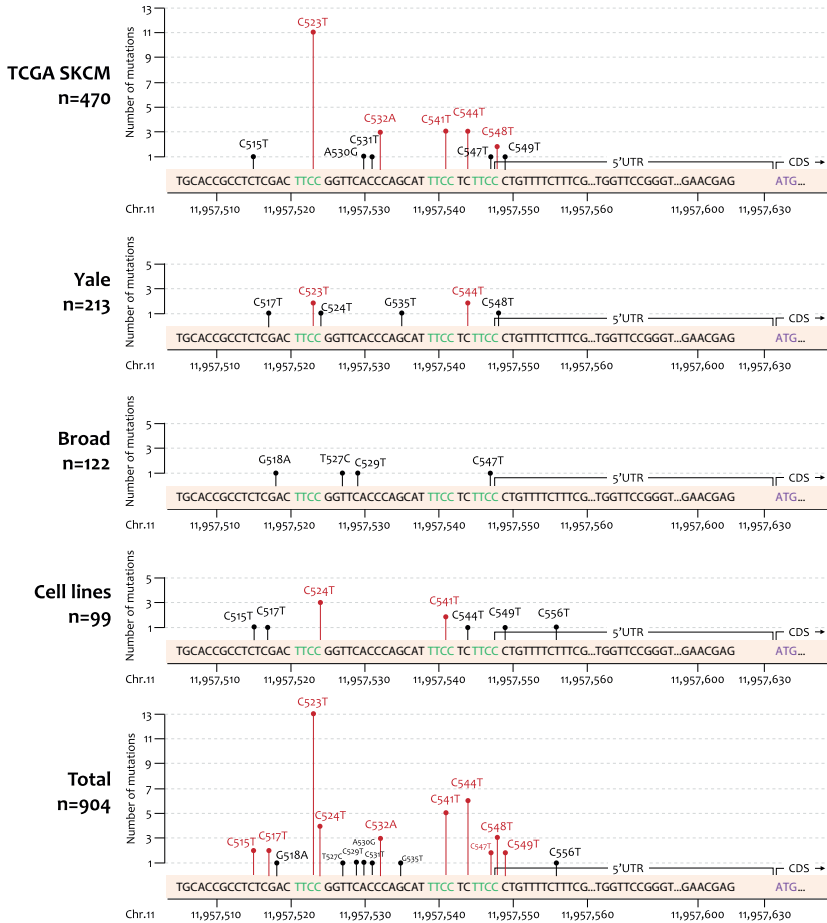 C523T
13
11
9
7
5
3
1
Number of mutations
TCGA SKCM
n=470
C515T
A530G
C531T
C532A
C541T
C544T
C547T
C548T
C549T
5'UTR
CDS
TGCACCGCCTCTCGAC TTCC GGTTCACCCAGCAT TTCC TC TTCC CTGTTTTCTTTCG...TGGTTCCGGGT...GAACGAG ATG...
Chr.11 11,957,510 11,957,520 11,957,530 11,957,540 11,957,550 11,957,560 11,957,600 11,957,630
Number of mutations
5
3
1
Yale
n=213
C517T
C523T
C524T
G535T
C544T
C548T
5'UTR
CDS
TGCACCGCCTCTCGAC TTCC GGTTCACCCAGCAT TTCC TC TTCC CTGTTTTCTTTCG...TGGTTCCGGGT...GAACGAG ATG...
Chr.11 11,957,510 11,957,520 11,957,530 11,957,540 11,957,550 11,957,560 11,957,600 11,957,630
Number of mutations
5
3
1
Broad
n=122
G518A
T527C
C529T
C547T
5'UTR
CDS
TGCACCGCCTCTCGAC TTCC GGTTCACCCAGCAT TTCC TC TTCC CTGTTTTCTTTCG...TGGTTCCGGGT...GAACGAG ATG...
Chr.11 11,957,510 11,957,520 11,957,530 11,957,540 11,957,550 11,957,560 11,957,600 11,957,630
Number of mutations
5
3
1
Cell lines
n=99
C515T
C517T
C524T
C541T
C544T
C549T
C556T
5'UTR
CDS
TGCACCGCCTCTCGAC TTCC GGTTCACCCAGCAT TTCC TC TTCC CTGTTTTCTTTCG...TGGTTCCGGGT...GAACGAG ATG...
Chr.11 11,957,510 11,957,520 11,957,530 11,957,540 11,957,550 11,957,560 11,957,600 11,957,630
Number of mutations
13
11
9
7
5
3
1
Total
n=904
C515T
C517T
G518A
C523T
C524T
T527C
C529T
A530G
C531T
C532A
G535T
C541T
C544T
C547T
C548T
C549T
C556T
5'UTR
CDS
TGCACCGCCTCTCGAC TTCC GGTTCACCCAGCAT TTCC TC TTCC CTGTTTTCTTTCG...TGGTTCCGGGT...GAACGAG ATG...
Chr.11 11,957,510 11,957,520 11,957,530 11,957,540 11,957,550 11,957,560 11,957,600 11,957,630